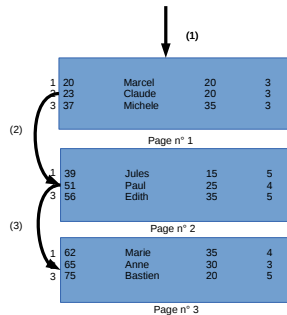 (1)
1 20 Marcel 20 3
2 23 Claude 20 3
3 37 Michele 35 3
Page n° 1
(2)
1 39 Jules 15 5
51 Paul 25 4
3 56 Edith 35 5
Page n° 2
(3)
1 62 Marie 35 4
65 Anne 30 3
3 75 Bastien 20 5
Page n° 3